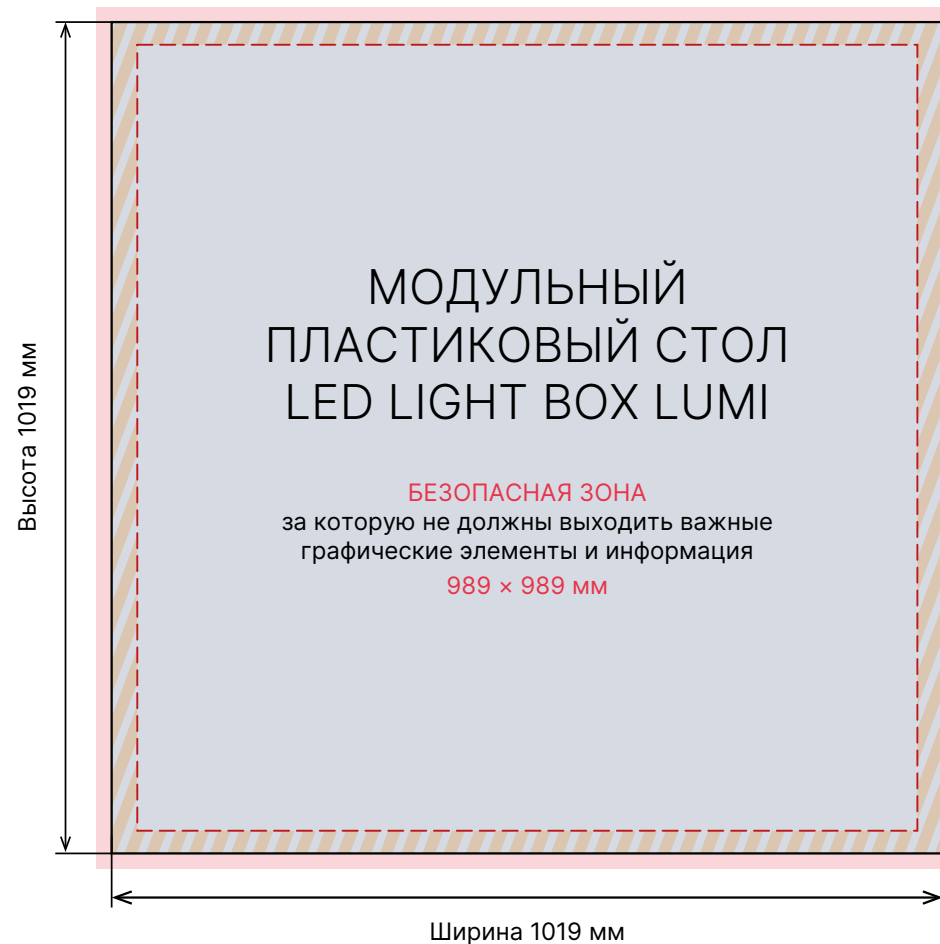 МОДУЛЬНЫЙ
ПЛАСТИКОВЫЙ СТОЛ
LED LIGHT BOX LUMI
БЕЗОПАСНАЯ ЗОНА
за которую не должны выходить важные
графические элементы и информация
989 × 989 мм
Высота 1019 мм
Ширина 1019 мм